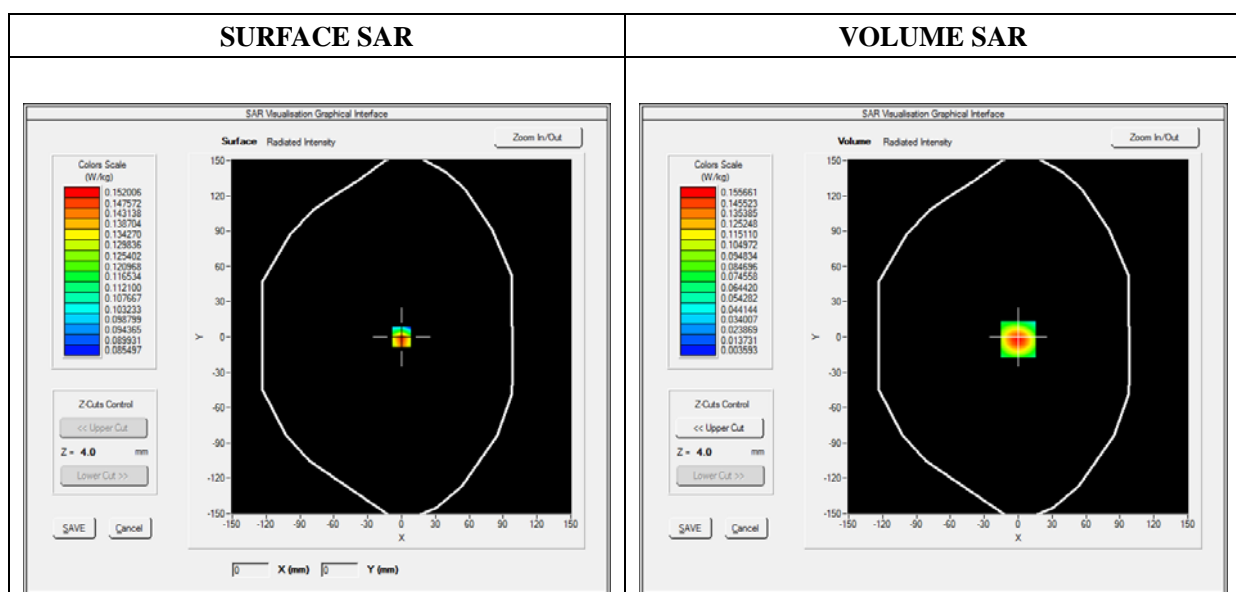 SURFACE SAR
VOLUME SAR
SAR Visualisation Graphical Interface
Surface Radiated Intensity
Zoom In/Out
Colors Scale
(W/kg)
0.152006
0.147572
0.143138
0.138704
0.134270
0.129836
0.125402
0.120968
0.116534
0.112100
0.107667
0.103233
0.098799
0.094365
0.089931
0.085497
Z-Cuts Control
<< Upper Cut
Z = 4.0 mm
Lower Cut >>
SAVE Cancel
150
120
90
60
30
0
-30
-60
-90
-120
-150
Y
-150 -120 -90 -60 -30 0 30 60 90 120 150
X
0 X (mm) 0 Y (mm)
SAR Visualisation Graphical Interface
Volume Radiated Intensity
Zoom In/Out
Colors Scale
(W/kg)
0.155661
0.145523
0.135385
0.125248
0.115110
0.104972
0.094834
0.084696
0.074558
0.064420
0.054282
0.044144
0.034007
0.023869
0.013731
0.003593
Z-Cuts Control
<< Upper Cut
Z = 4.0 mm
Lower Cut >>
SAVE Cancel
150
120
90
60
30
0
-30
-60
-90
-120
-150
Y
-150 -120 -90 -60 -30 0 30 60 90 120 150
X